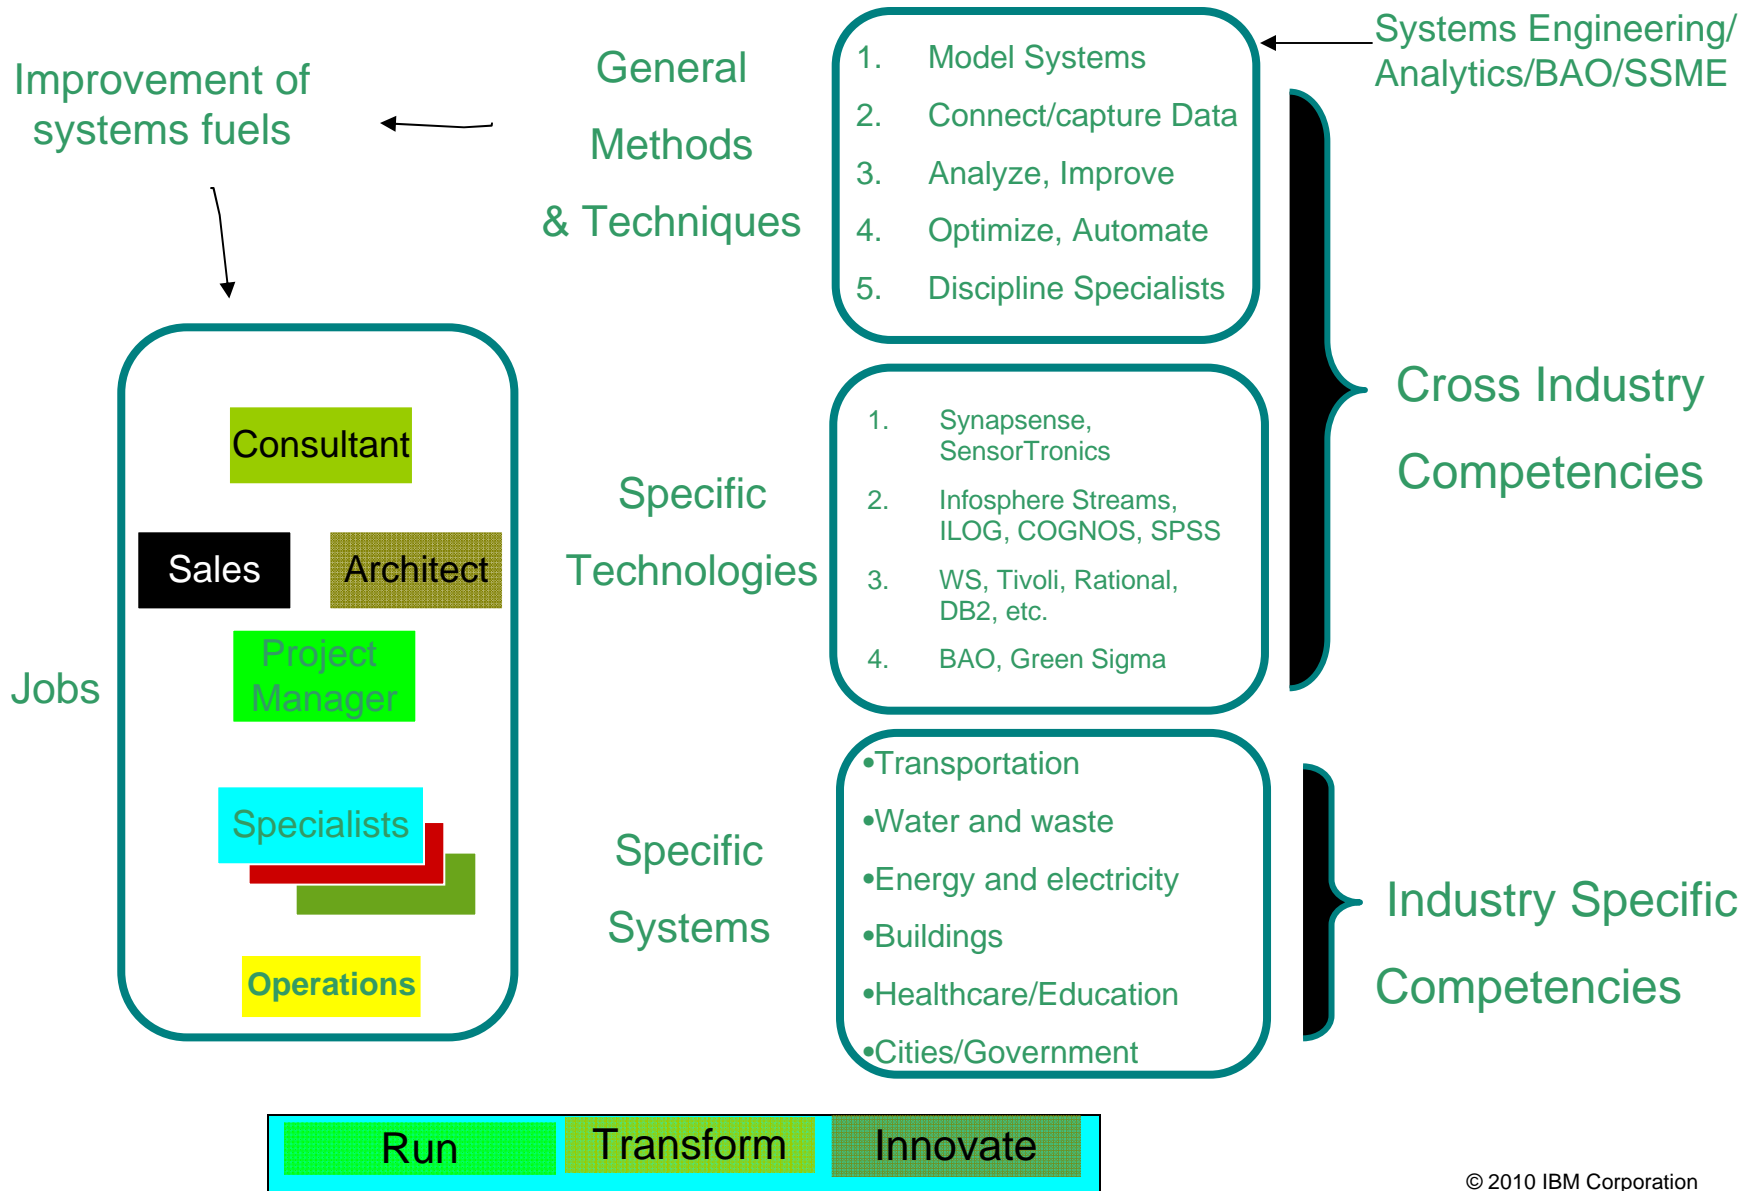 Improvement of
systems fuels
General
Methods
& Techniques
1. Model Systems
2. Connect/capture Data
3. Analyze, Improve
4. Optimize, Automate
5. Discipline Specialists
Systems Engineering/
Analytics/BAO/SSME
Jobs
Consultant
Sales
Architect
Project
Manager
Specialists
Operations
Specific
Technologies
1. Synapsense,
SensorTronics
2. Infosphere Streams,
ILOG, COGNOS, SPSS
3. WS, Tivoli, Rational,
DB2, etc.
4. BAO, Green Sigma
Cross Industry
Competencies
Specific
Systems
•Transportation
•Water and waste
•Energy and electricity
•Buildings
•Healthcare/Education
•Cities/Government
Industry Specific
Competencies
Run
Transform
Innovate
© 2010 IBM Corporation